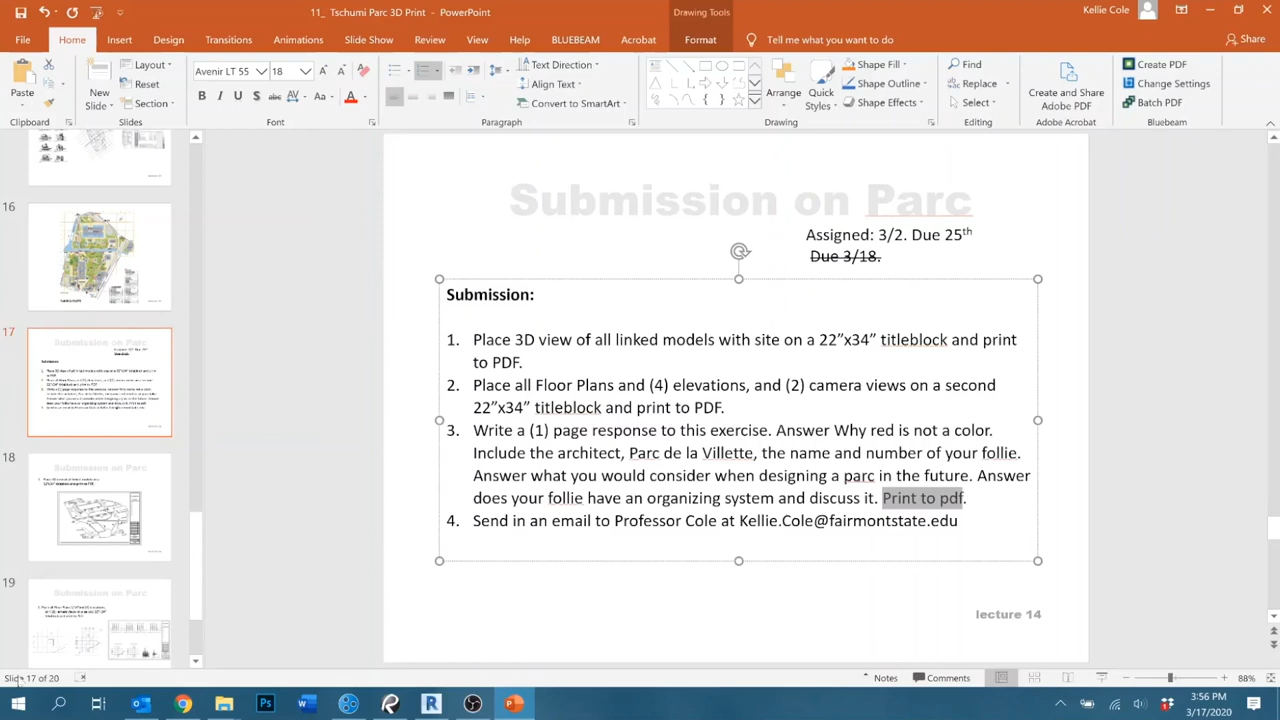 11_ Tschumi Parc 3D Print - PowerPoint
Drawing Tools
Kellie Cole
File Home Insert Design Transitions Animations Slide Show Review View Help BLUEBEAM Acrobat Format Tell me what you want to do Share
Paste
Clipboard
New
Slide
Layout
Reset
Section
Slides
Avenir LT 55 18
Font
Text Direction
Align Text
Convert to SmartArt
Paragraph
Arrange
Quick
Styles
Shape Fill
Shape Outline
Shape Effects
Drawing
Find
Replace
Select
Editing
Create and Share
Adobe PDF
Adobe Acrobat
Create PDF
Change Settings
Batch PDF
Bluebeam
16
17
18
19
Submission on Parc
Assigned: 3/2. Due 25th
Due 3/18.
Submission:
1. Place 3D view of all linked models with site on a 22”x34” titleblock and print
to PDF.
2. Place all Floor Plans and (4) elevations, and (2) camera views on a second
22”x34” titleblock and print to PDF.
3. Write a (1) page response to this exercise. Answer Why red is not a color.
Include the architect, Parc de la Villette, the name and number of your follie.
Answer what you would consider when designing a parc in the future. Answer
does your follie have an organizing system and discuss it. Print to pdf.
4. Send in an email to Professor Cole at Kellie.Cole@fairmontstate.edu
lecture 14
Slide 17 of 20
Notes
Comments
88%
3:56 PM
3/17/2020